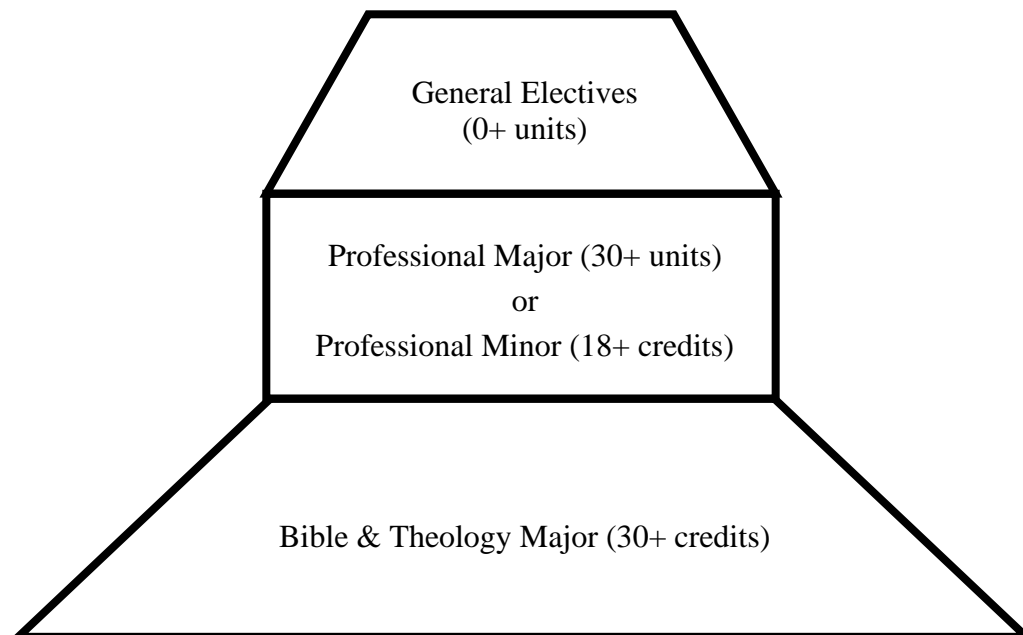 General Electives
(0+ units)
Professional Major (30+ units)
or
Professional Minor (18+ credits)
Bible & Theology Major (30+ credits)